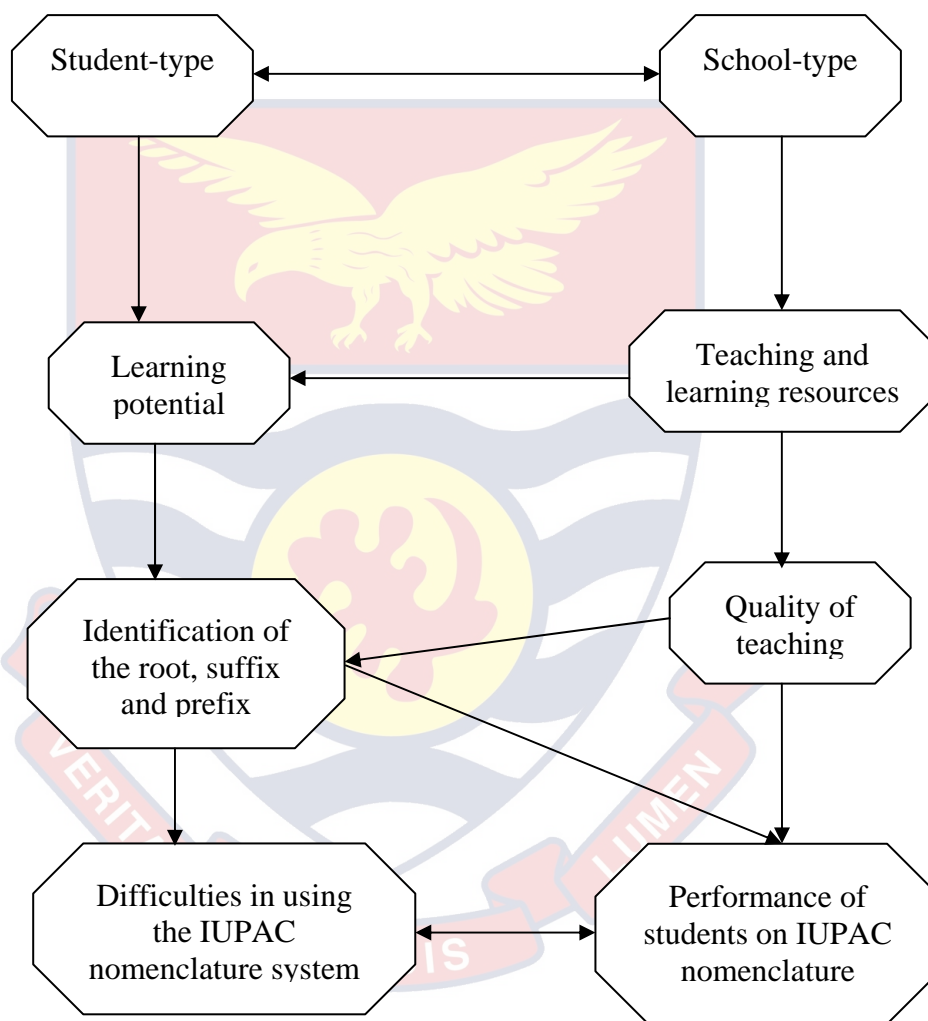 Student-type
School-type
Learning
potential
Teaching and
learning resources
Identification of
the root, suffix
and prefix
Quality of
teaching
Difficulties in using
the IUPAC
nomenclature system
Performance of
students on IUPAC
nomenclature
LUMEN